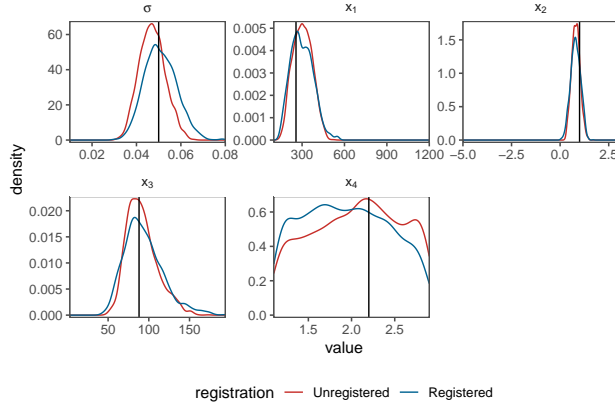 σ
x₁
x₂
60
40
20
0
0.02 0.04 0.06 0.08
0.005
0.004
0.003
0.002
0.001
0.000
300 600 900 1200
1.5
1.0
0.5
0.0
−5.0 −2.5 0.0 2.5
density
x₃
x₄
0.020
0.015
0.010
0.005
0.000
50 100 150
0.6
0.4
0.2
0.0
1.5 2.0 2.5
value
registration Unregistered Registered